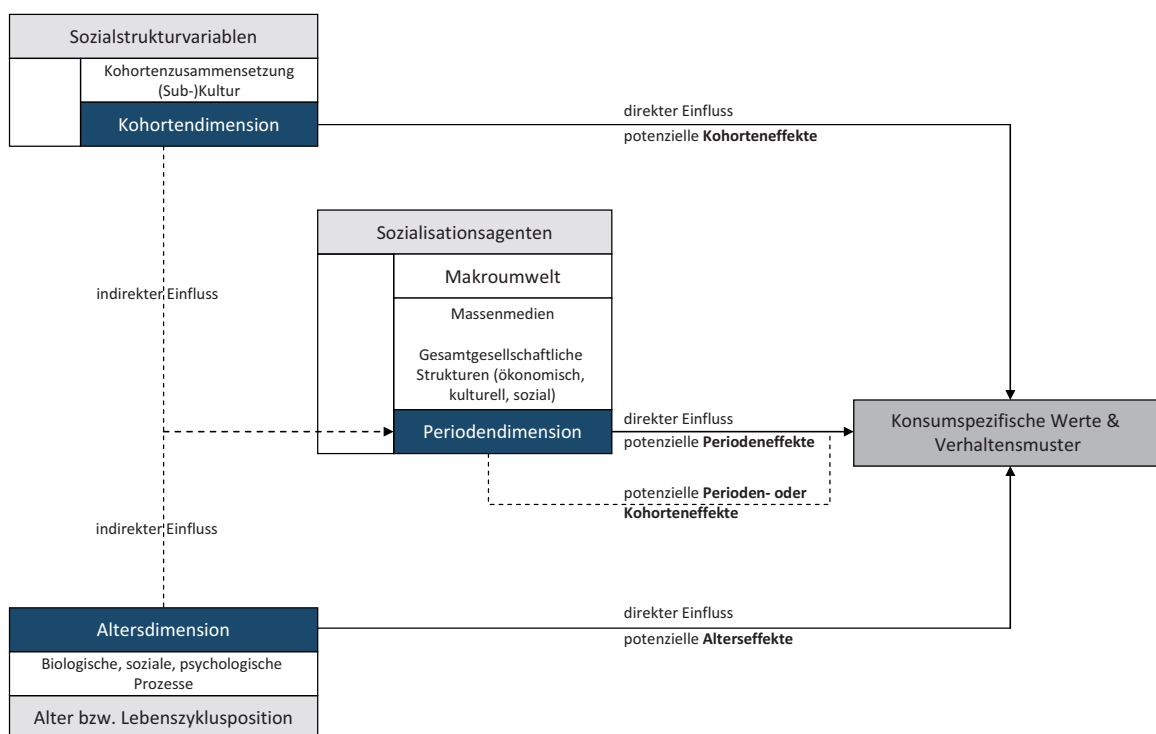 Sozialstrukturvariablen
Kohortenzusammensetzung
(Sub-)Kultur
Kohortendimension
direkter Einfluss
potenzielle Kohorteneffekte
indirekter Einfluss
Sozialisationsagenten
Makroumwelt
Massenmedien
Gesamtgesellschaftliche
Strukturen (ökonomisch,
kulturell, sozial)
Periodendimension
direkter Einfluss
potenzielle Periodeneffekte
potenzielle Perioden- oder
Kohorteneffekte
Konsumspezifische Werte &
Verhaltensmuster
indirekter Einfluss
Altersdimension
direkter Einfluss
potenzielle Alterseffekte
Biologische, soziale, psychologische
Prozesse
Alter bzw. Lebenszyklusposition